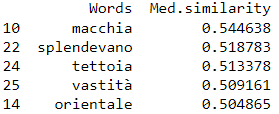 Words Med.similarity
10 macchia 0.544638
22 splendevano 0.518783
24 tettoia 0.513378
25 vastità 0.509161
14 orientale 0.504865